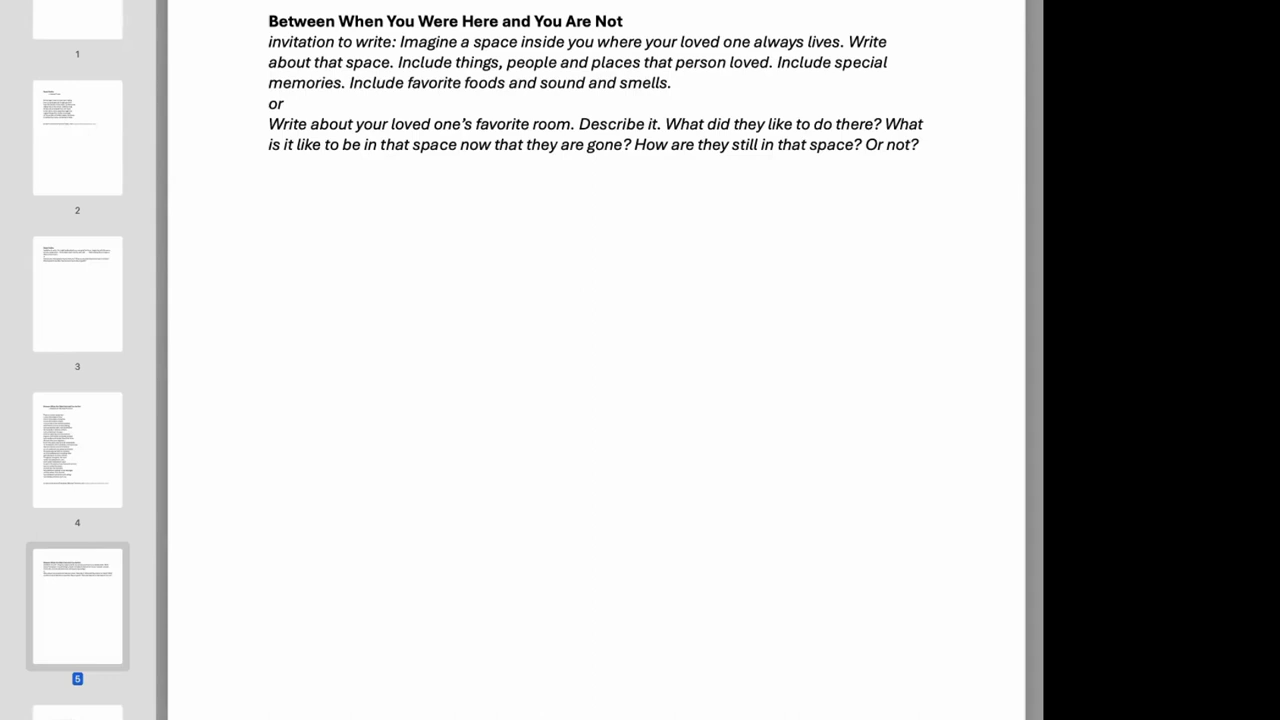 Between When You Were Here and You Are Not
invitation to write: Imagine a space inside you where your loved one always lives. Write
about that space. Include things, people and places that person loved. Include special
memories. Include favorite foods and sound and smells.
or
Write about your loved one’s favorite room. Describe it. What did they like to do there? What
is it like to be in that space now that they are gone? How are they still in that space? Or not?
1
2
3
4
5